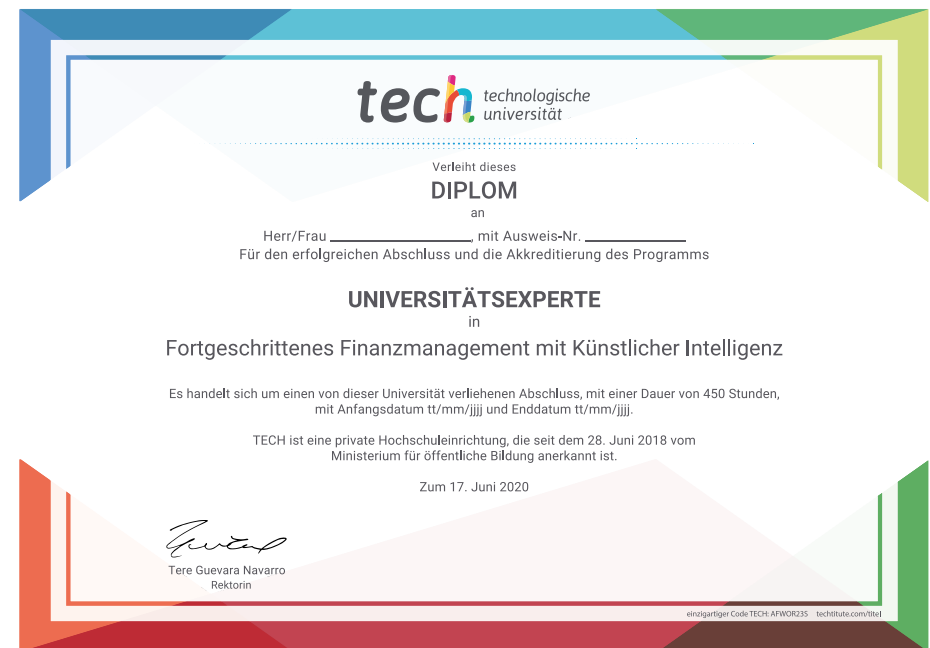 tech technologische
universität
Verleiht dieses
DIPLOM
an
Herr/Frau ____________________, mit Ausweis-Nr. ______________
Für den erfolgreichen Abschluss und die Akkreditierung des Programms
UNIVERSITÄTSEXPERTE
in
Fortgeschrittenes Finanzmanagement mit Künstlicher Intelligenz
Es handelt sich um einen von dieser Universität verliehenen Abschluss, mit einer Dauer von 450 Stunden,
mit Anfangsdatum tt/mm/jjjj und Enddatum tt/mm/jjjj.
TECH ist eine private Hochschuleinrichtung, die seit dem 28. Juni 2018 vom
Ministerium für öffentliche Bildung anerkannt ist.
Zum 17. Juni 2020
Tere Guevara Navarro
Rektorin
einzigartiger Code TECH: AFWOR235 techtitute.com/titel